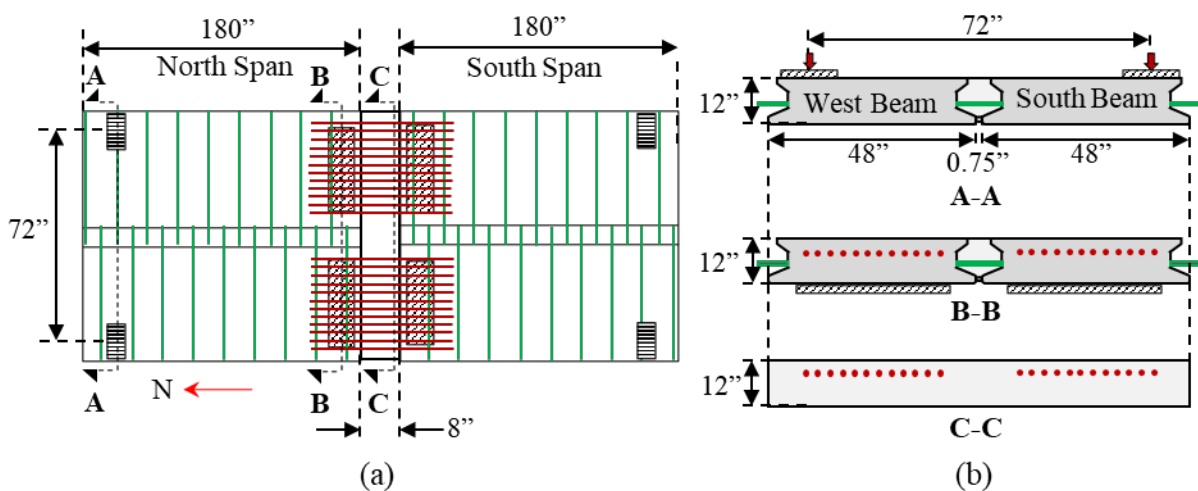 180”
180”
North Span
South Span
A
B
C
72”
N
A
B
C
8”
(a)
72”
12”
West Beam
South Beam
48”
0.75”
48”
A-A
12”
B-B
12”
C-C
(b)